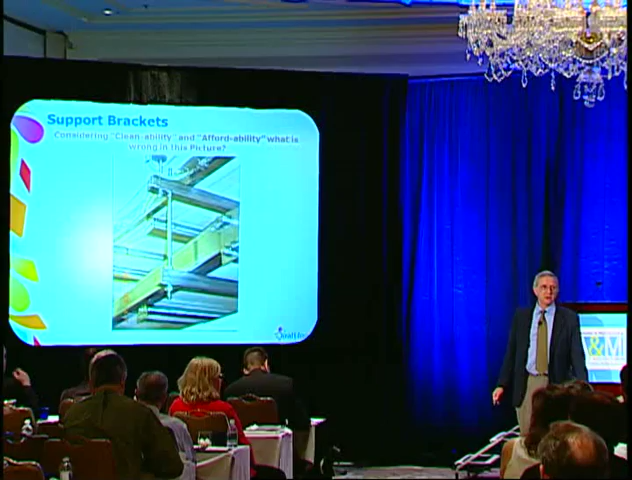 Support Brackets
Considering "Clean-ability" and "Afford-ability" what is
wrong in this Picture?
&M